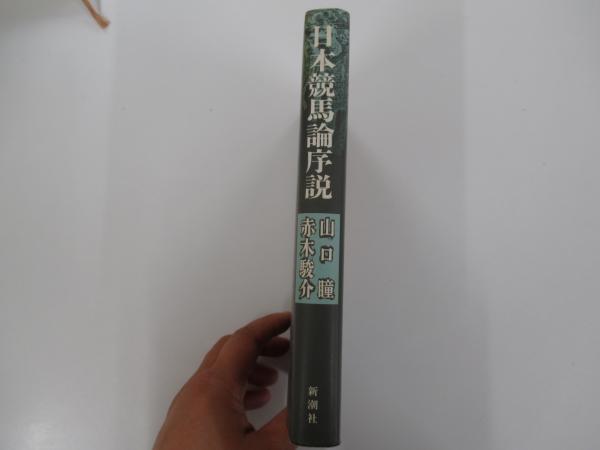 日本競馬論序説
山口瞳
赤木駿介
新潮社